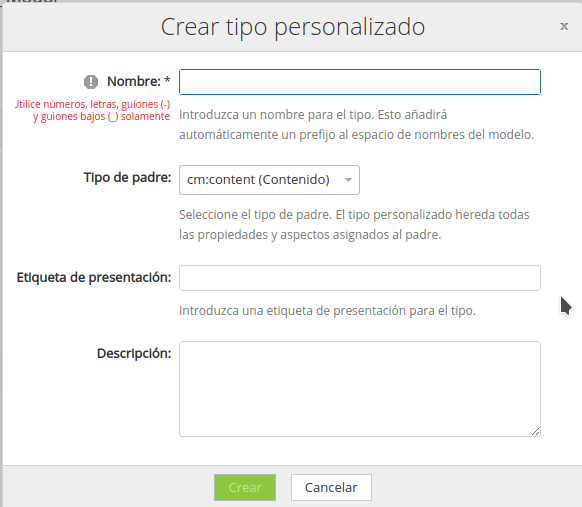 Crear tipo personalizado
x
Nombre: *
Utilice números, letras, guiones (-)
y guiones bajos (_) solamente
Introduzca un nombre para el tipo. Esto añadirá
automáticamente un prefijo al espacio de nombres del modelo.
Tipo de padre:
cm:content (Contenido)
Seleccione el tipo de padre. El tipo personalizado hereda todas
las propiedades y aspectos asignados al padre.
Etiqueta de presentación:
Introduzca una etiqueta de presentación para el tipo.
Descripción:
Crear
Cancelar